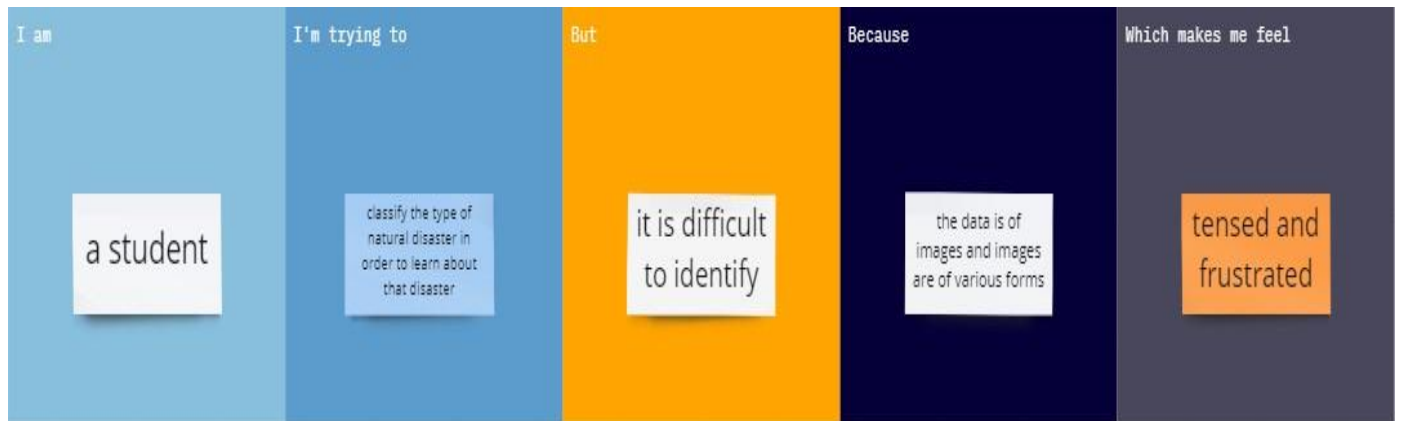 I am
a student
I'm trying to
classify the type of
natural disaster in
order to learn about
that disaster
But
it is difficult
to identify
Because
the data is of
images and images
are of various forms
Which makes me feel
tensed and
frustrated